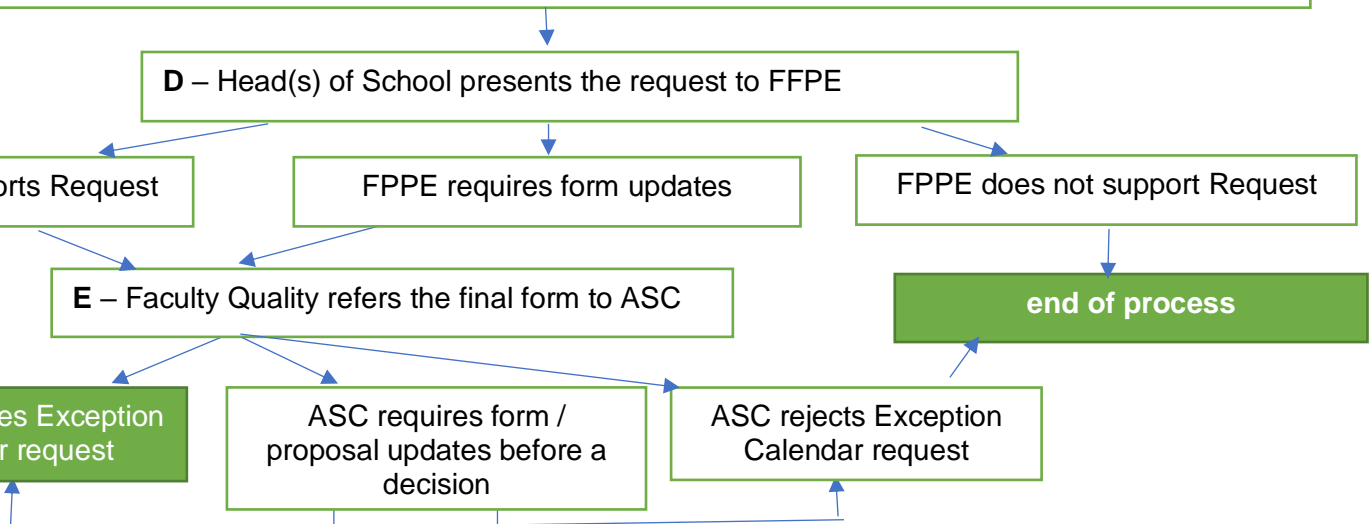 D – Head(s) of School presents the request to FFPE
orts Request
FPPE requires form updates
FPPE does not support Request
E – Faculty Quality refers the final form to ASC
end of process
es Exception
r request
ASC requires form /
proposal updates before a
decision
ASC rejects Exception
Calendar request